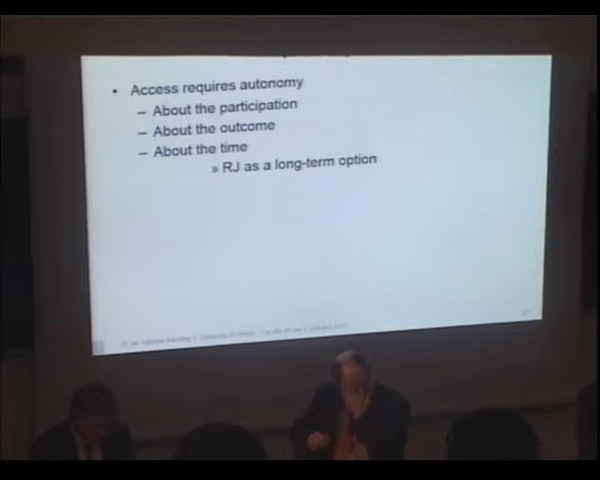 • Access requires autonomy
– About the participation
– About the outcome
– About the time
» RJ as a long-term option